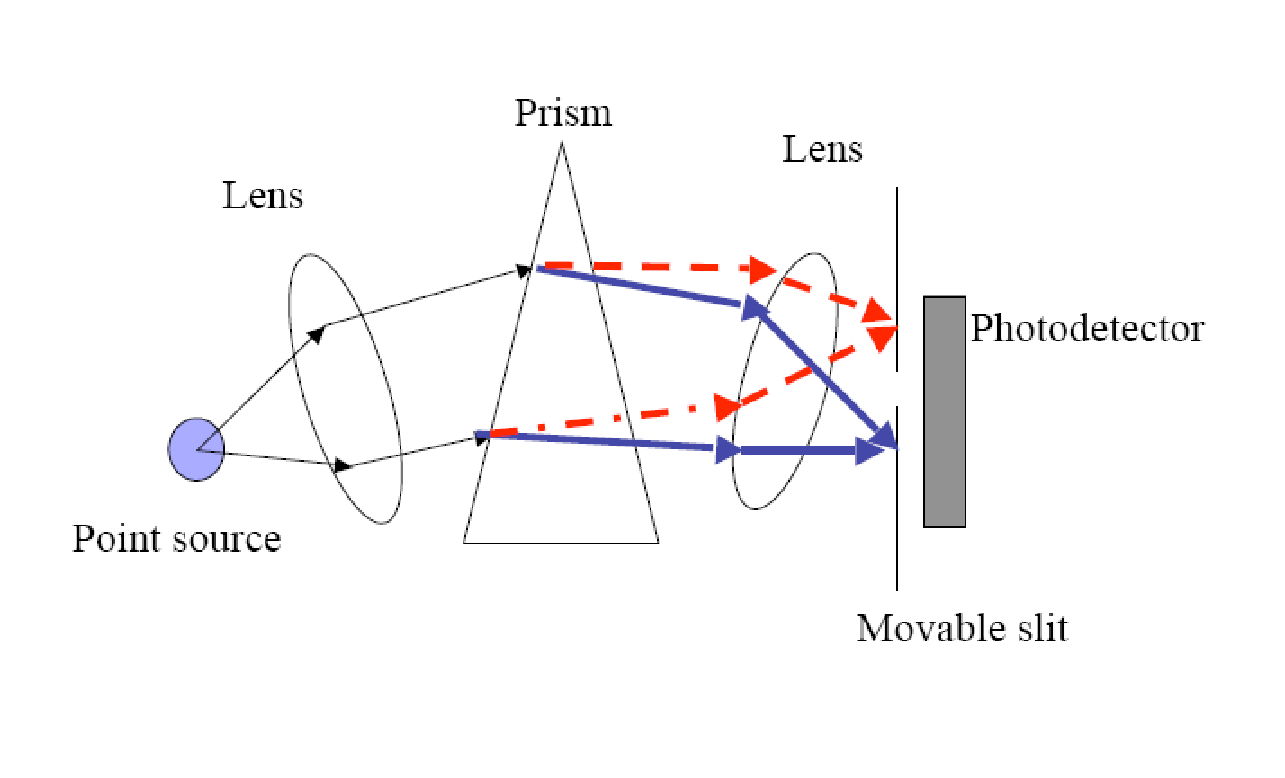 Prism
Lens
Lens
Photodetector
Point source
Movable slit